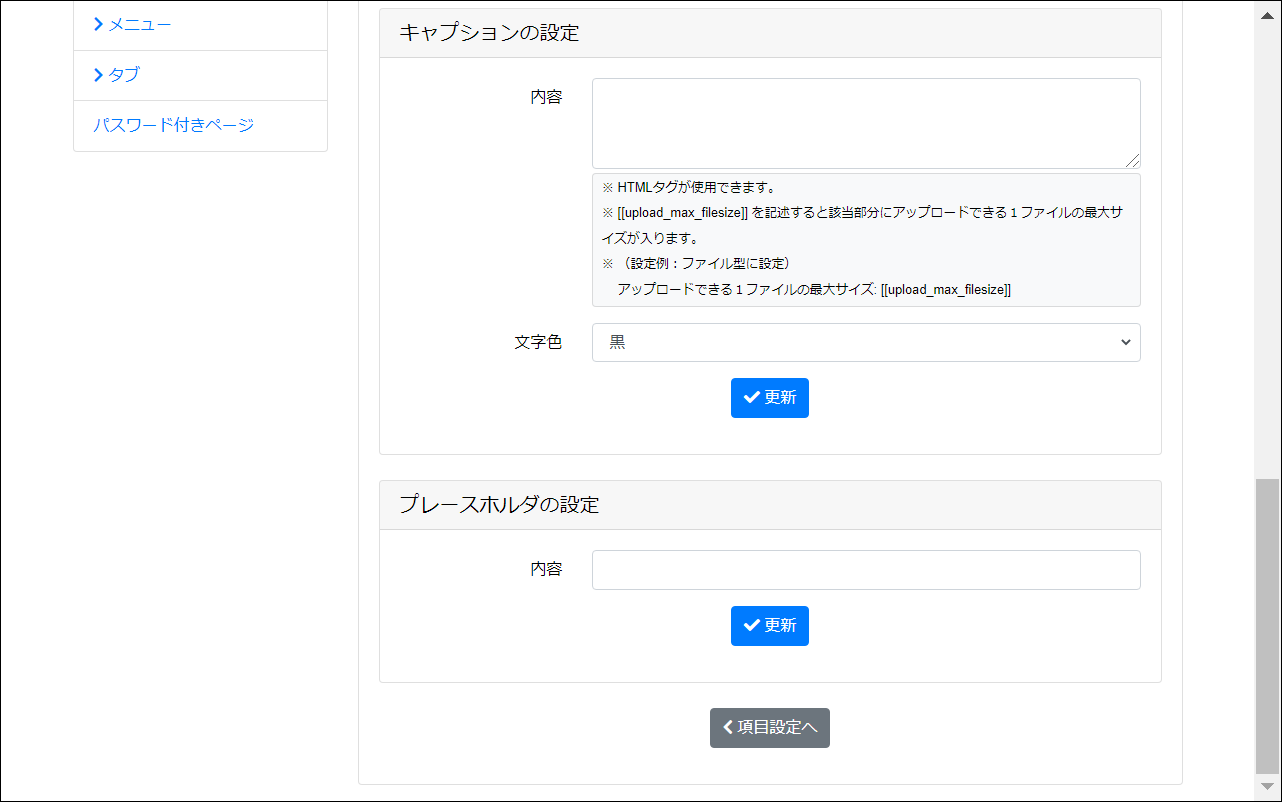 メニュー
タブ
パスワード付きページ
キャプションの設定
内容
※ HTMLタグが使用できます。
※ [[upload_max_filesize]] を記述すると該当部分にアップロードできる１ファイルの最大サ
イズが入ります。
※ （設定例：ファイル型に設定）
アップロードできる１ファイルの最大サイズ: [[upload_max_filesize]]
文字色
黒
更新
プレースホルダの設定
内容
更新
項目設定へ